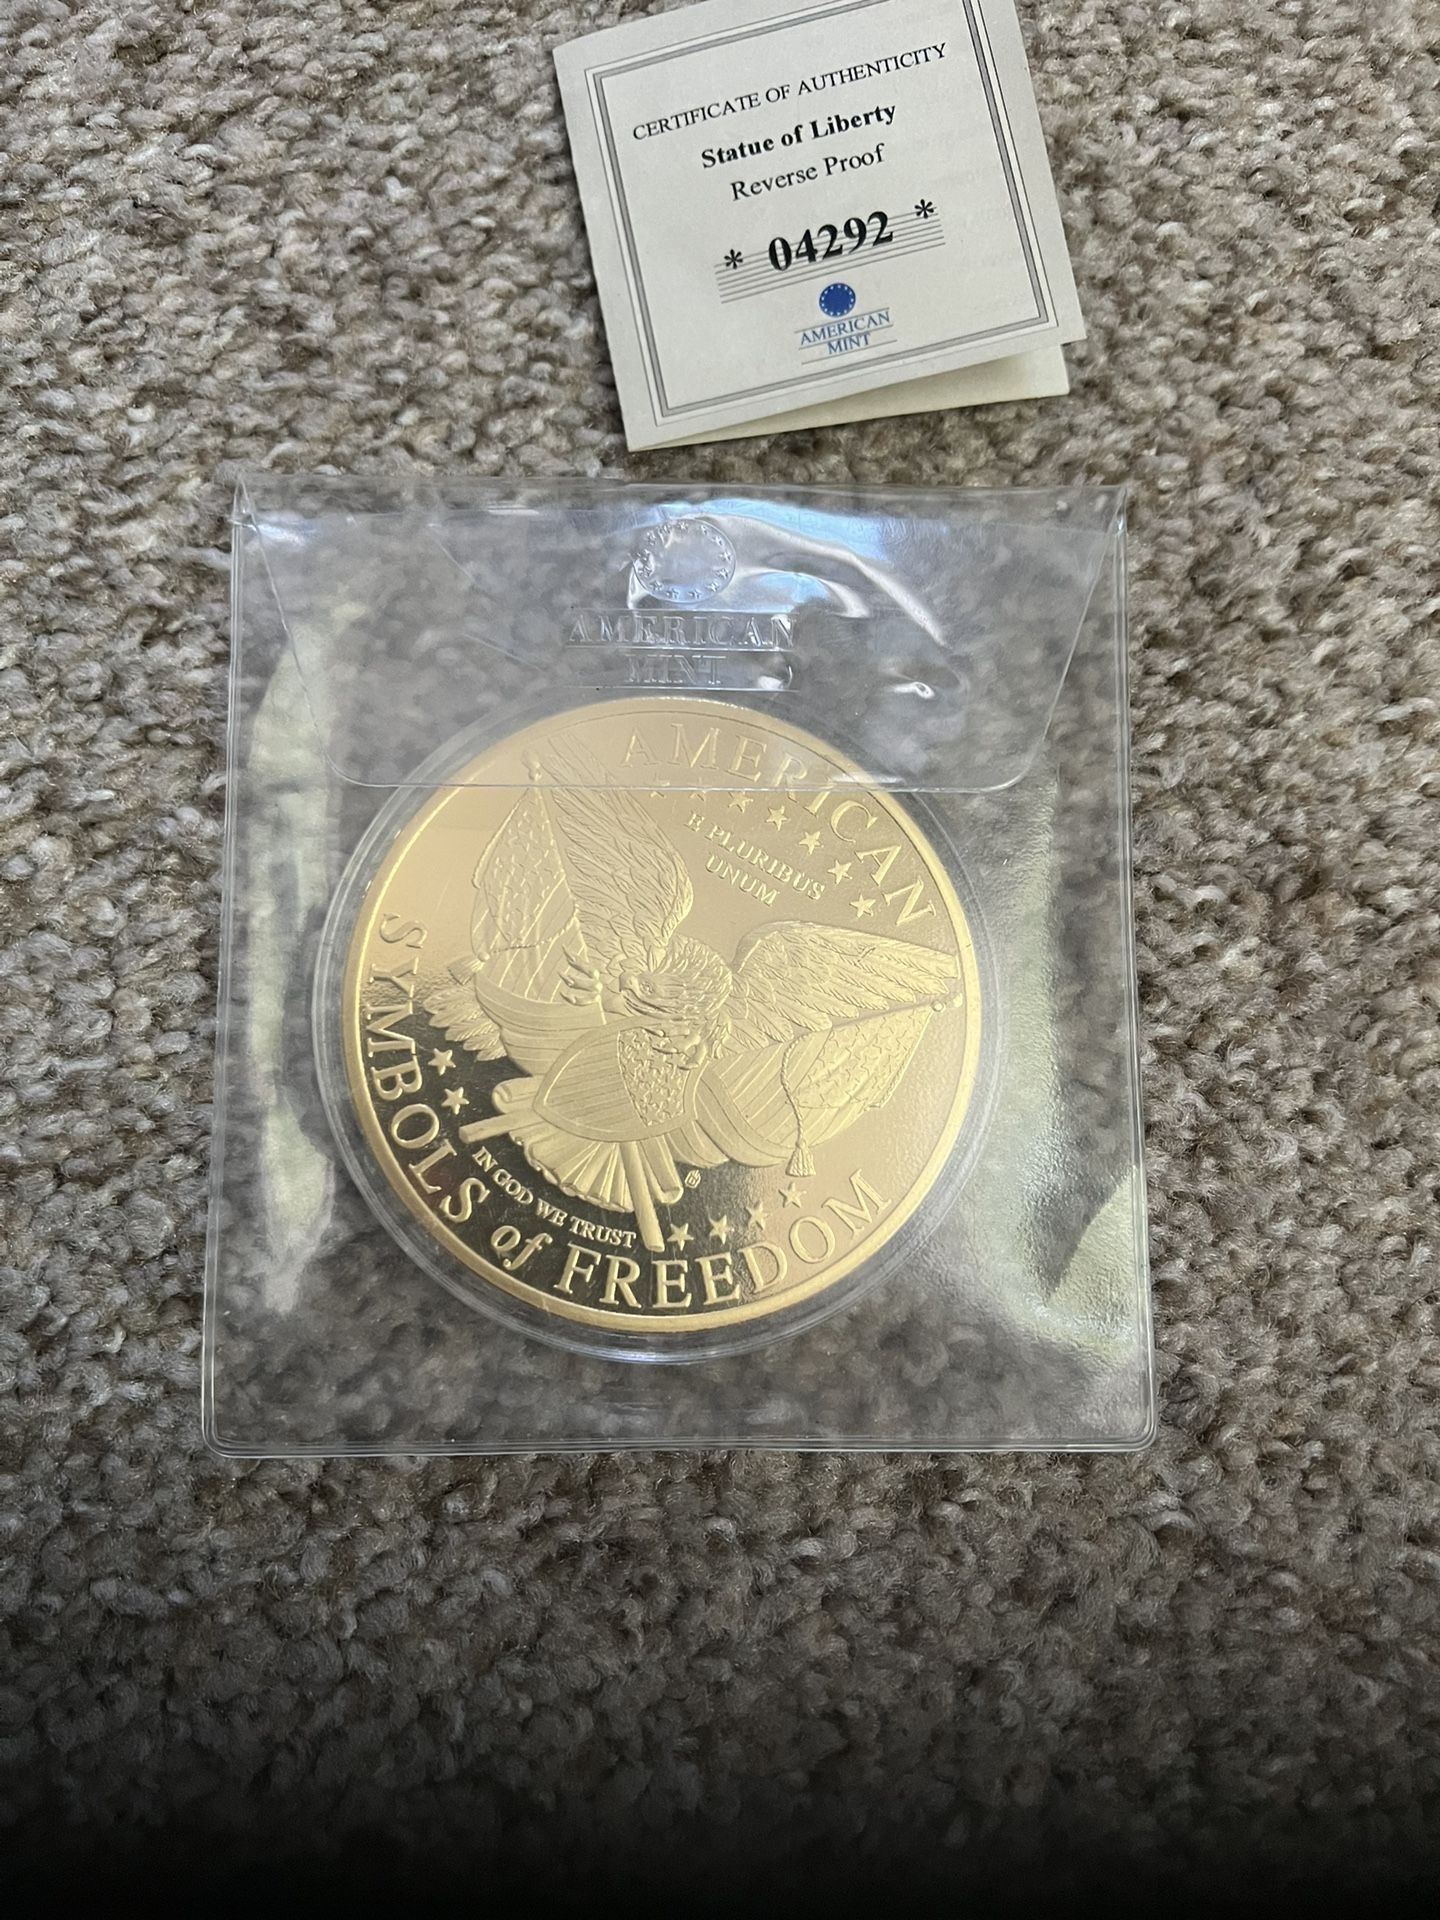 CERTIFICATE OF AUTHENTICITY
Statue of Liberty
Reverse Proof
* 04292 *
AMERICAN
MINT
AMERICAN
MINT
AMERICAN
E PLURIBUS
UNUM
IN GOD WE TRUST
SYMBOLS of FREEDOM